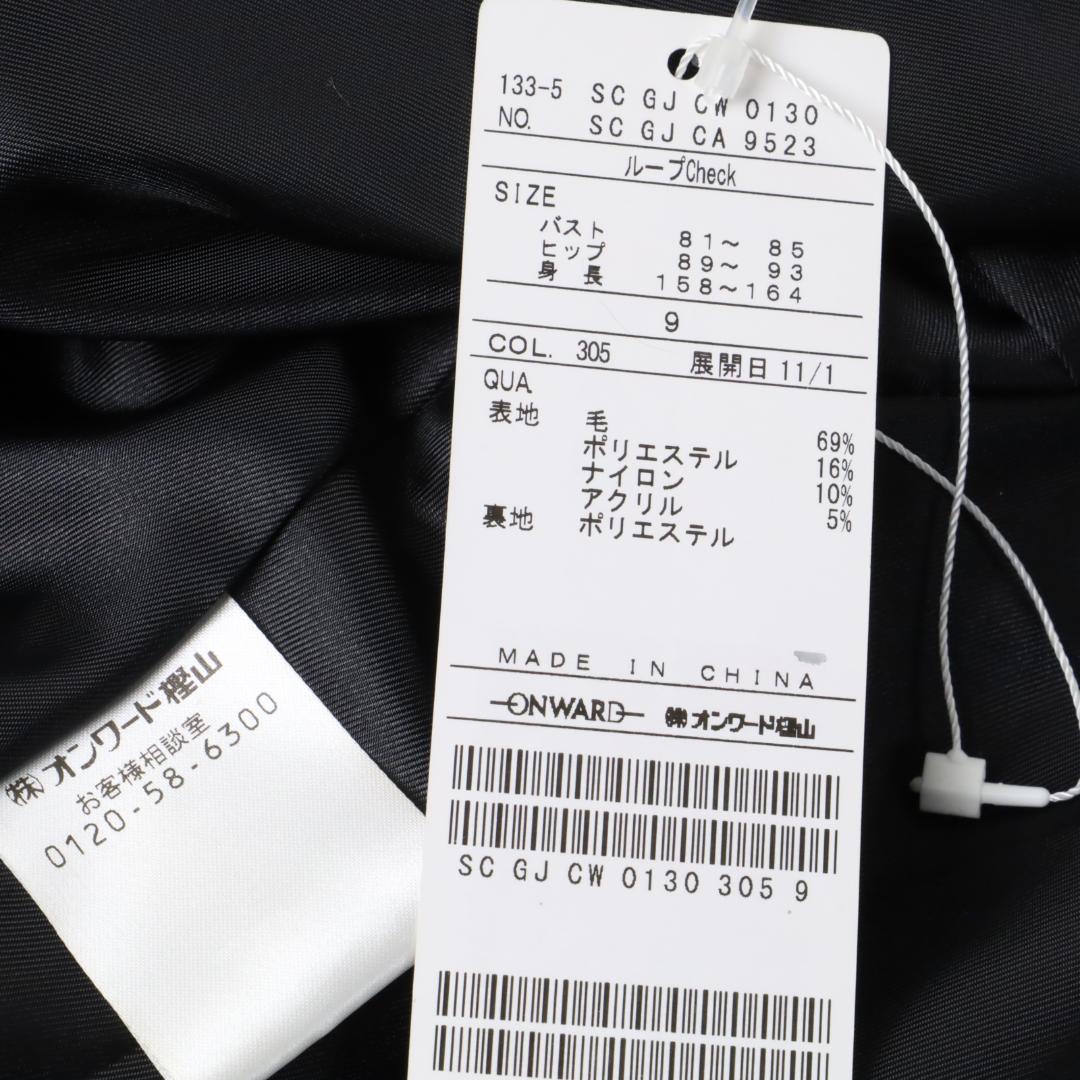 133-5 SC GJ CW 0130
NO. SC GJ CA 9523
ループCheck
SIZE
バスト 81～ 85
ヒップ 89～ 93
身長 158～164
9
COL. 305 展開日 11/1
QUA
表地 毛 69%
ポリエステル 16%
ナイロン 10%
アクリル 5%
裏地 ポリエステル
MADE IN CHINA
ONWARD ㈱オンワード樫山
SC GJ CW 0130 305 9
㈱オンワード樫山
お客様相談室
0120-58-6300